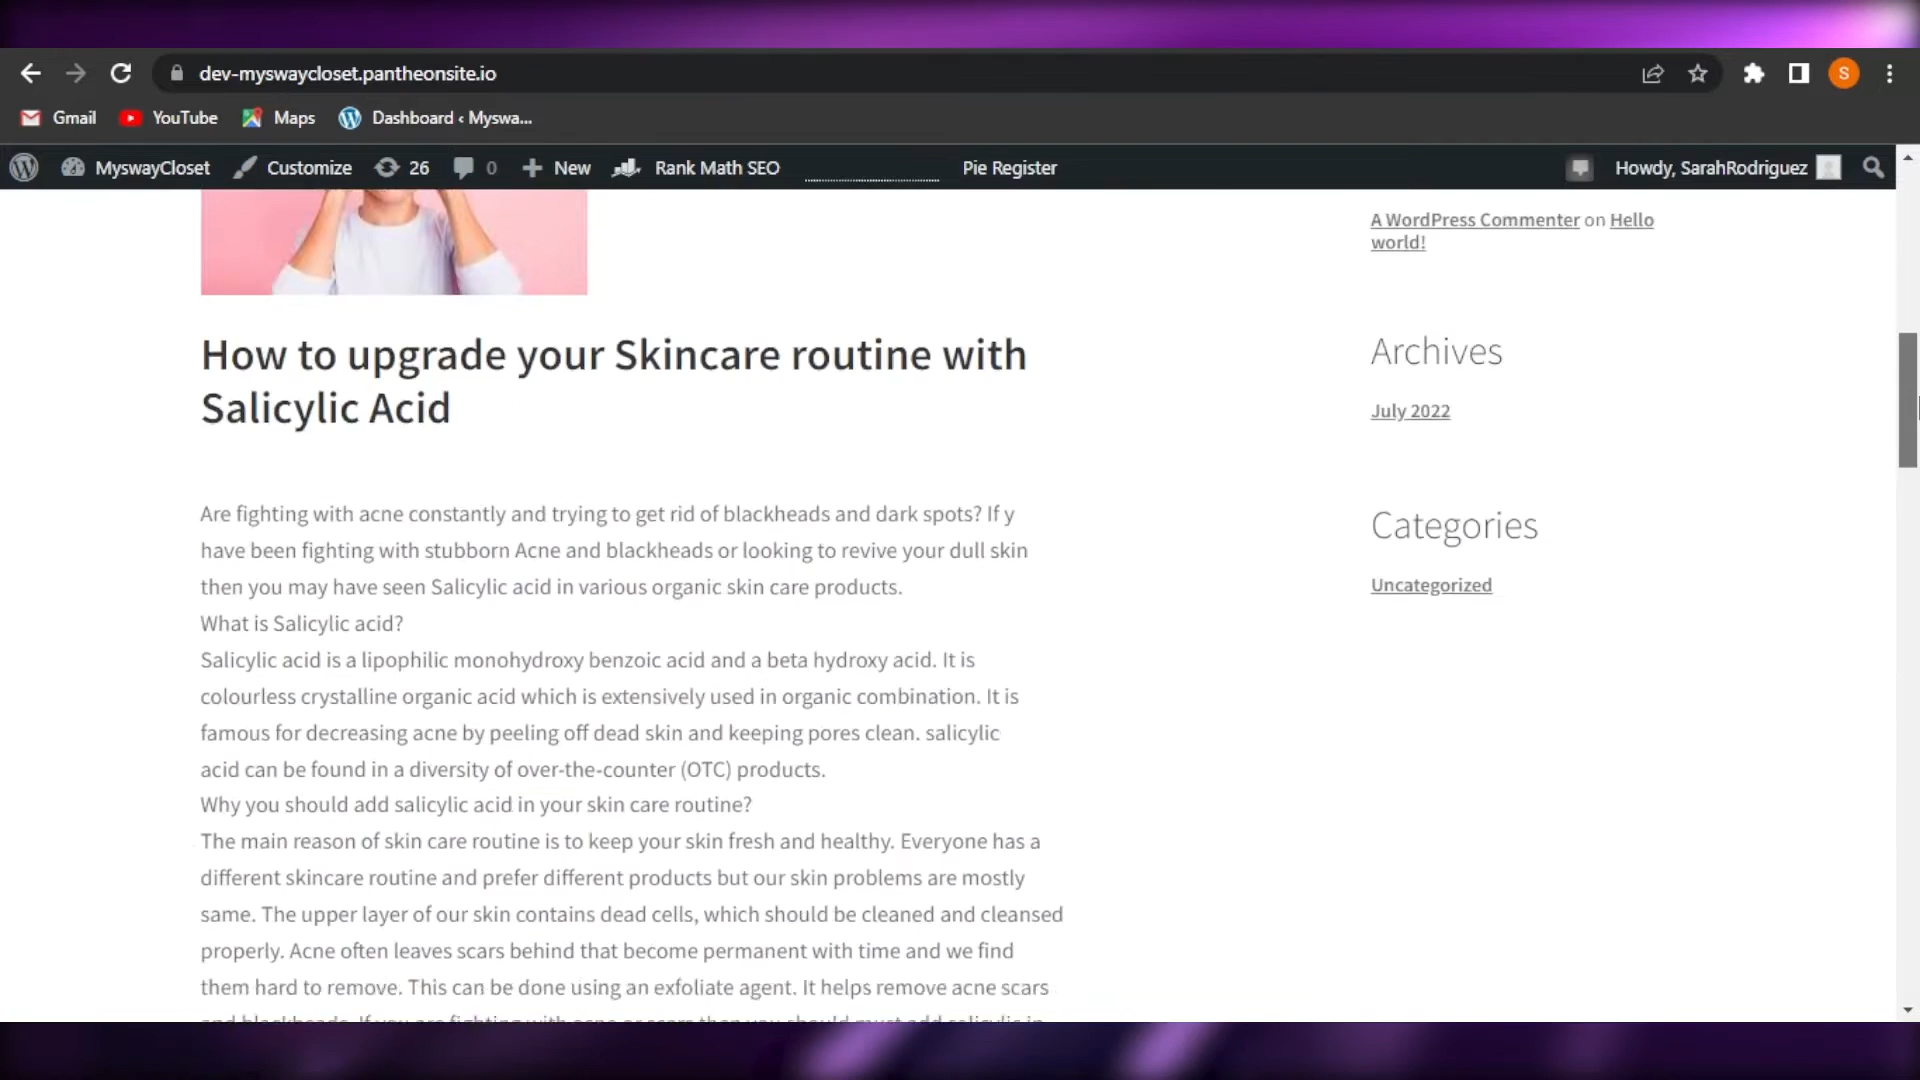 dev-myswaycloset.pantheonsite.io
S
Gmail YouTube Maps Dashboard ‹ Myswa...
MyswayCloset Customize 26 0 New Rank Math SEO Pie Register Howdy, SarahRodriguez
A WordPress Commenter on Hello
world!
How to upgrade your Skincare routine with
Salicylic Acid
Archives
July 2022
Categories
Uncategorized
Are fighting with acne constantly and trying to get rid of blackheads and dark spots? If y
have been fighting with stubborn Acne and blackheads or looking to revive your dull skin
then you may have seen Salicylic acid in various organic skin care products.
What is Salicylic acid?
Salicylic acid is a lipophilic monohydroxy benzoic acid and a beta hydroxy acid. It is
colourless crystalline organic acid which is extensively used in organic combination. It is
famous for decreasing acne by peeling off dead skin and keeping pores clean. salicylic
acid can be found in a diversity of over-the-counter (OTC) products.
Why you should add salicylic acid in your skin care routine?
The main reason of skin care routine is to keep your skin fresh and healthy. Everyone has a
different skincare routine and prefer different products but our skin problems are mostly
same. The upper layer of our skin contains dead cells, which should be cleaned and cleansed
properly. Acne often leaves scars behind that become permanent with time and we find
them hard to remove. This can be done using an exfoliate agent. It helps remove acne scars